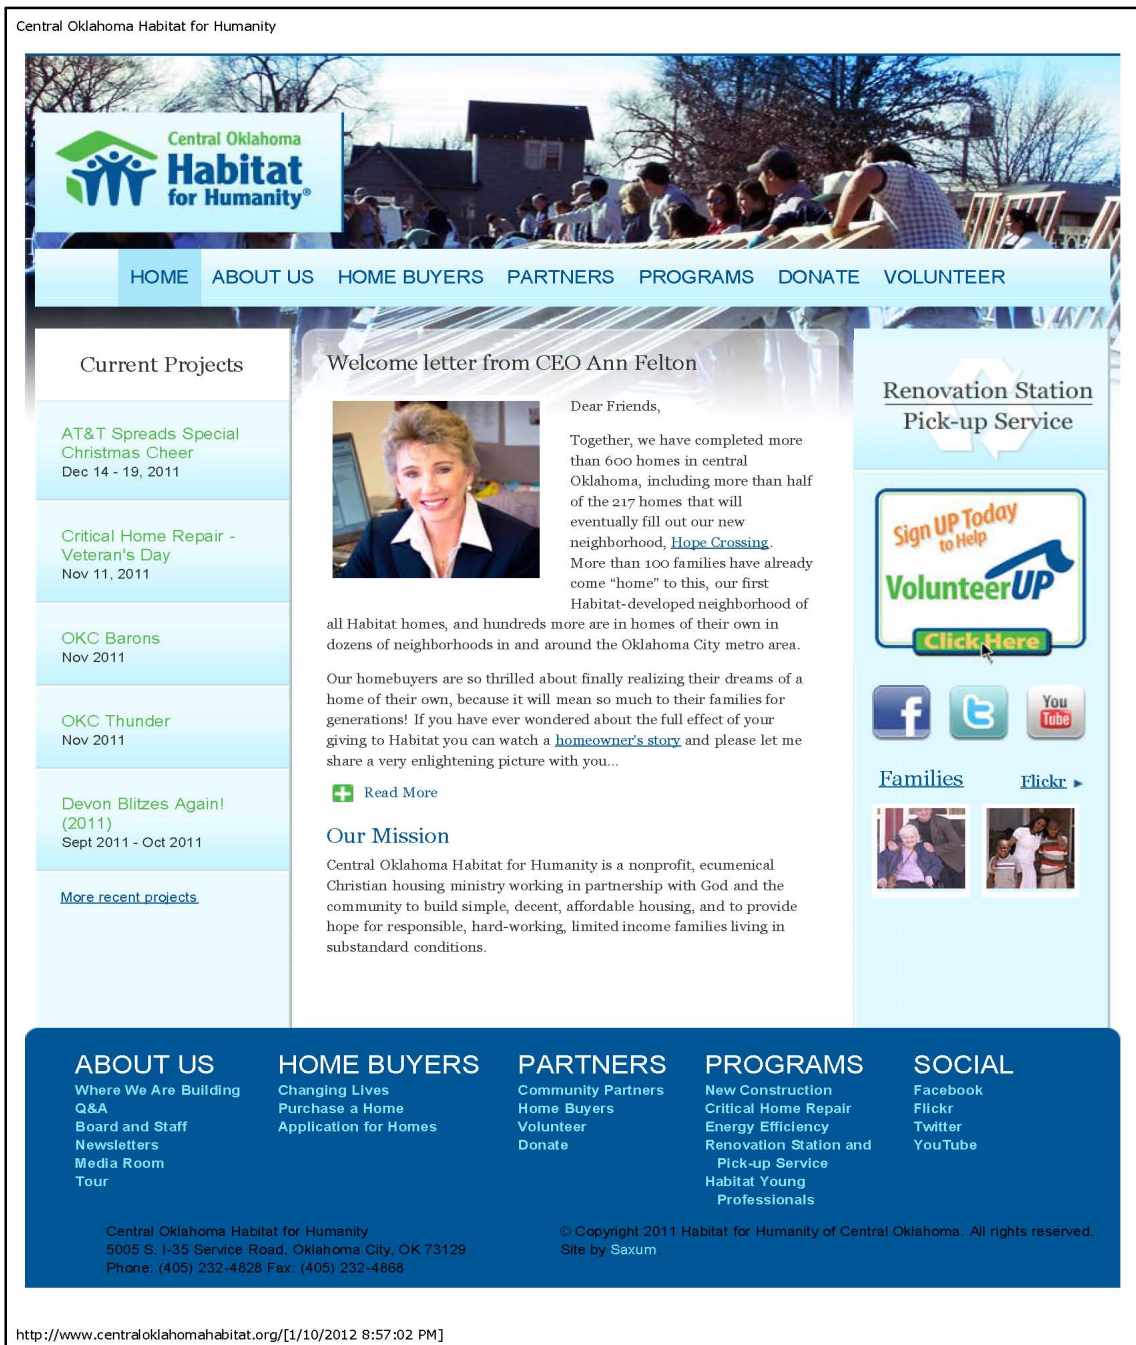 Central Oklahoma Habitat for Humanity
Central Oklahoma
Habitat
for Humanity®
HOME ABOUT US HOME BUYERS PARTNERS PROGRAMS DONATE VOLUNTEER
Current Projects
AT&T Spreads Special
Christmas Cheer
Dec 14 - 19, 2011
Critical Home Repair -
Veteran's Day
Nov 11, 2011
OKC Barons
Nov 2011
OKC Thunder
Nov 2011
Devon Blitzes Again!
(2011)
Sept 2011 - Oct 2011
More recent projects
Welcome letter from CEO Ann Felton
Dear Friends,
Together, we have completed more
than 600 homes in central
Oklahoma, including more than half
of the 217 homes that will
eventually fill out our new
neighborhood, Hope Crossing.
More than 100 families have already
come “home” to this, our first
Habitat-developed neighborhood of
all Habitat homes, and hundreds more are in homes of their own in
dozens of neighborhoods in and around the Oklahoma City metro area.
Our homebuyers are so thrilled about finally realizing their dreams of a
home of their own, because it will mean so much to their families for
generations! If you have ever wondered about the full effect of your
giving to Habitat you can watch a homeowner's story and please let me
share a very enlightening picture with you...
Read More
Our Mission
Central Oklahoma Habitat for Humanity is a nonprofit, ecumenical
Christian housing ministry working in partnership with God and the
community to build simple, decent, affordable housing, and to provide
hope for responsible, hard-working, limited income families living in
substandard conditions.
Renovation Station
Pick-up Service
Sign UP Today
to Help
VolunteerUP
Click Here
f t You
Tube
Families Flickr ►
ABOUT US
Where We Are Building
Q&A
Board and Staff
Newsletters
Media Room
Tour
HOME BUYERS
Changing Lives
Purchase a Home
Application for Homes
PARTNERS
Community Partners
Home Buyers
Volunteer
Donate
PROGRAMS
New Construction
Critical Home Repair
Energy Efficiency
Renovation Station and
Pick-up Service
Habitat Young
Professionals
SOCIAL
Facebook
Flickr
Twitter
YouTube
Central Oklahoma Habitat for Humanity
5005 S. I-35 Service Road, Oklahoma City, OK 73129
Phone: (405) 232-4828 Fax: (405) 232-4868
© Copyright 2011 Habitat for Humanity of Central Oklahoma. All rights reserved.
Site by Saxum.
http://www.centraloklahomahabitat.org/[1/10/2012 8:57:02 PM]